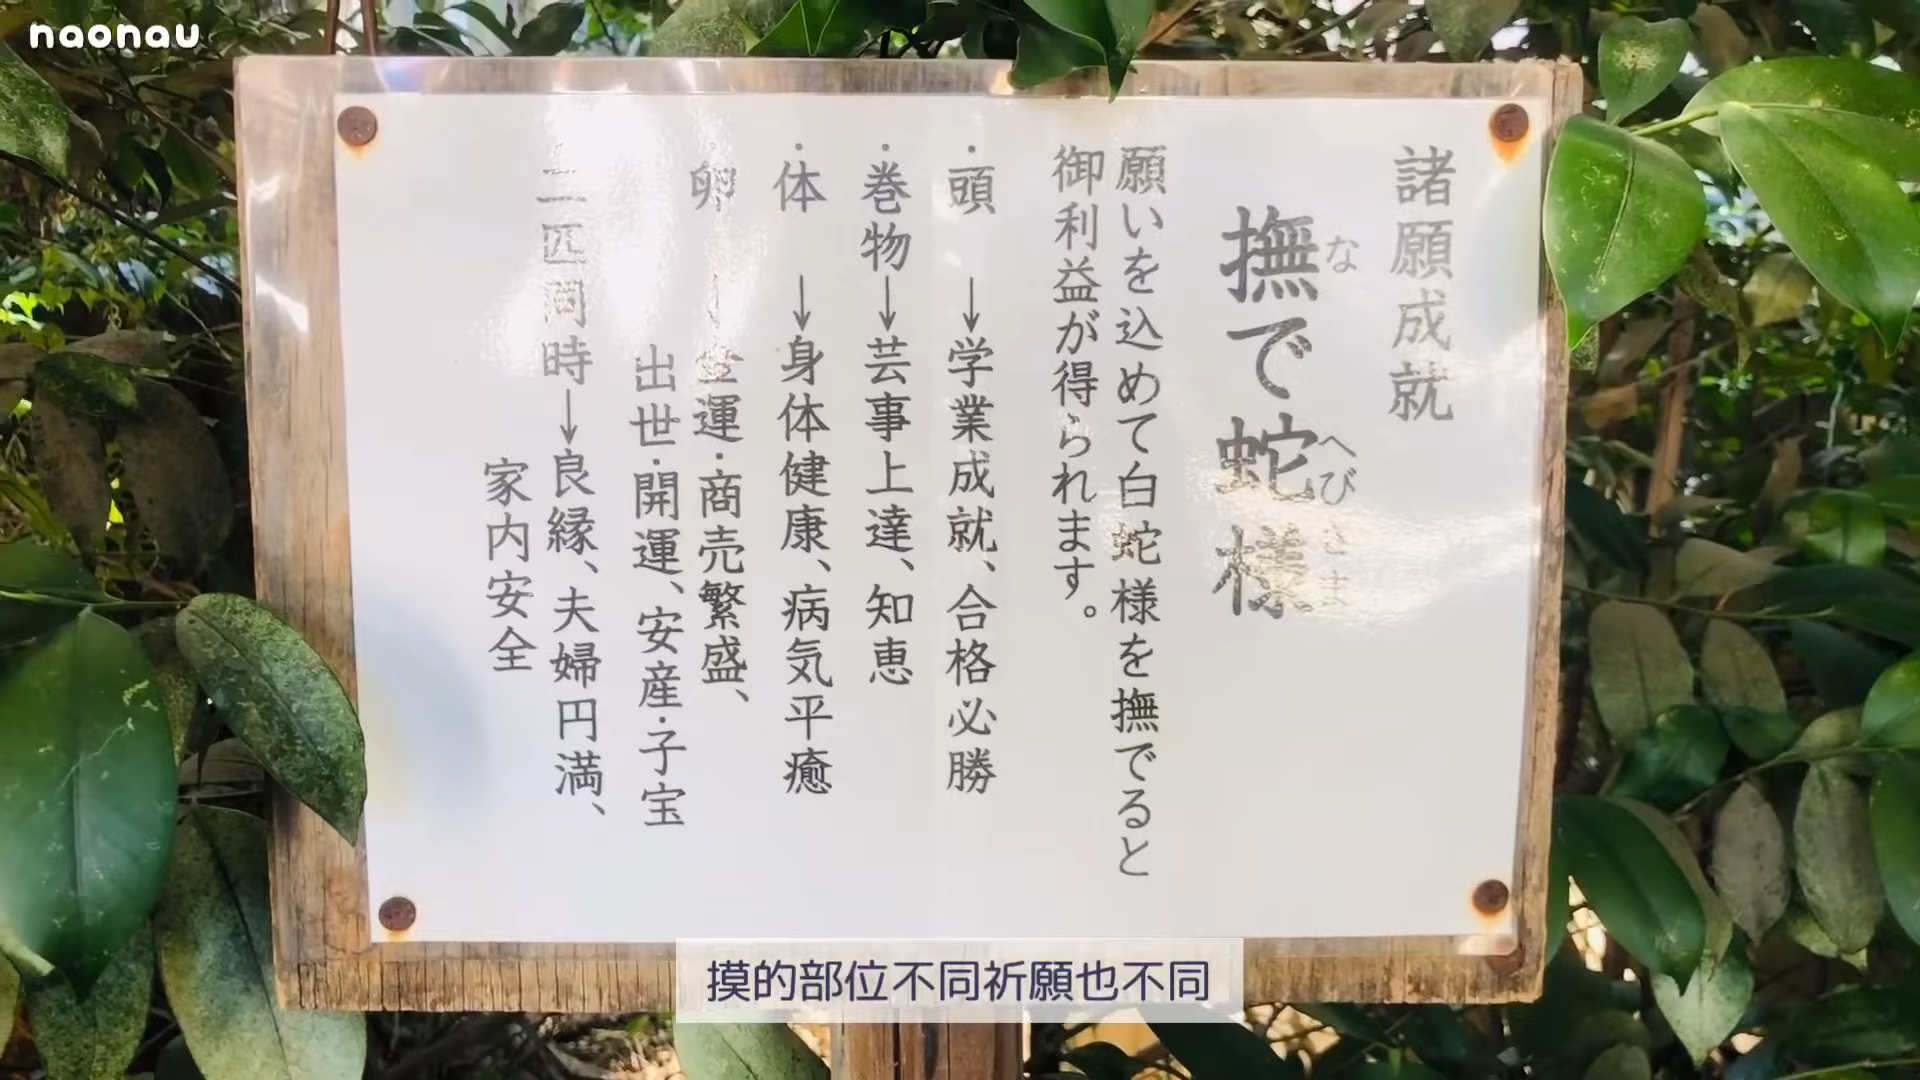 naonau
諸願成就
撫で蛇様
なへびさま
願いを込めて白蛇様を撫でると
御利益が得られます。
・頭 →学業成就、合格必勝
・巻物→芸事上達、知恵
・体 →身体健康、病気平癒
・卵 →金運・商売繁盛、
出世・開運、安産・子宝
二匹同時→良縁、夫婦円満、
家内安全
摸的部位不同祈願也不同